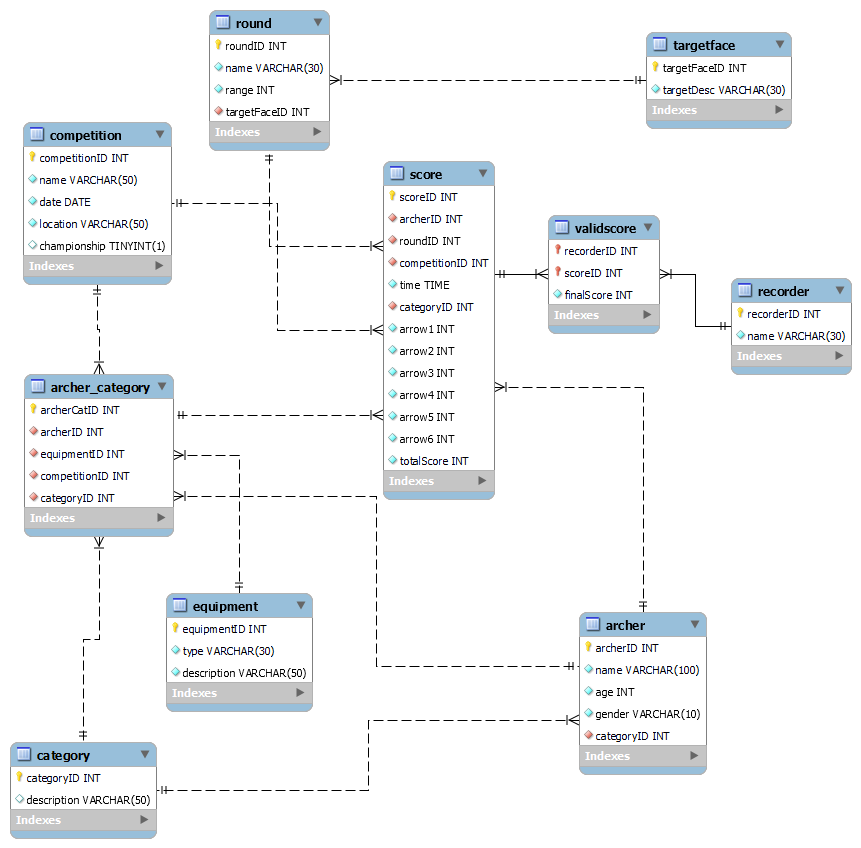 round
roundID INT
name VARCHAR(30)
range INT
targetFaceID INT
Indexes
targetface
targetFaceID INT
targetDesc VARCHAR(30)
Indexes
competition
competitionID INT
name VARCHAR(50)
date DATE
location VARCHAR(50)
championship TINYINT(1)
Indexes
score
scoreID INT
archerID INT
roundID INT
competitionID INT
time TIME
categoryID INT
arrow1 INT
arrow2 INT
arrow3 INT
arrow4 INT
arrow5 INT
arrow6 INT
totalScore INT
Indexes
validscore
recorderID INT
scoreID INT
finalScore INT
Indexes
recorder
recorderID INT
name VARCHAR(30)
Indexes
archer_category
archerCatID INT
archerID INT
equipmentID INT
competitionID INT
categoryID INT
Indexes
equipment
equipmentID INT
type VARCHAR(30)
description VARCHAR(50)
Indexes
archer
archerID INT
name VARCHAR(100)
age INT
gender VARCHAR(10)
categoryID INT
Indexes
category
categoryID INT
description VARCHAR(50)
Indexes